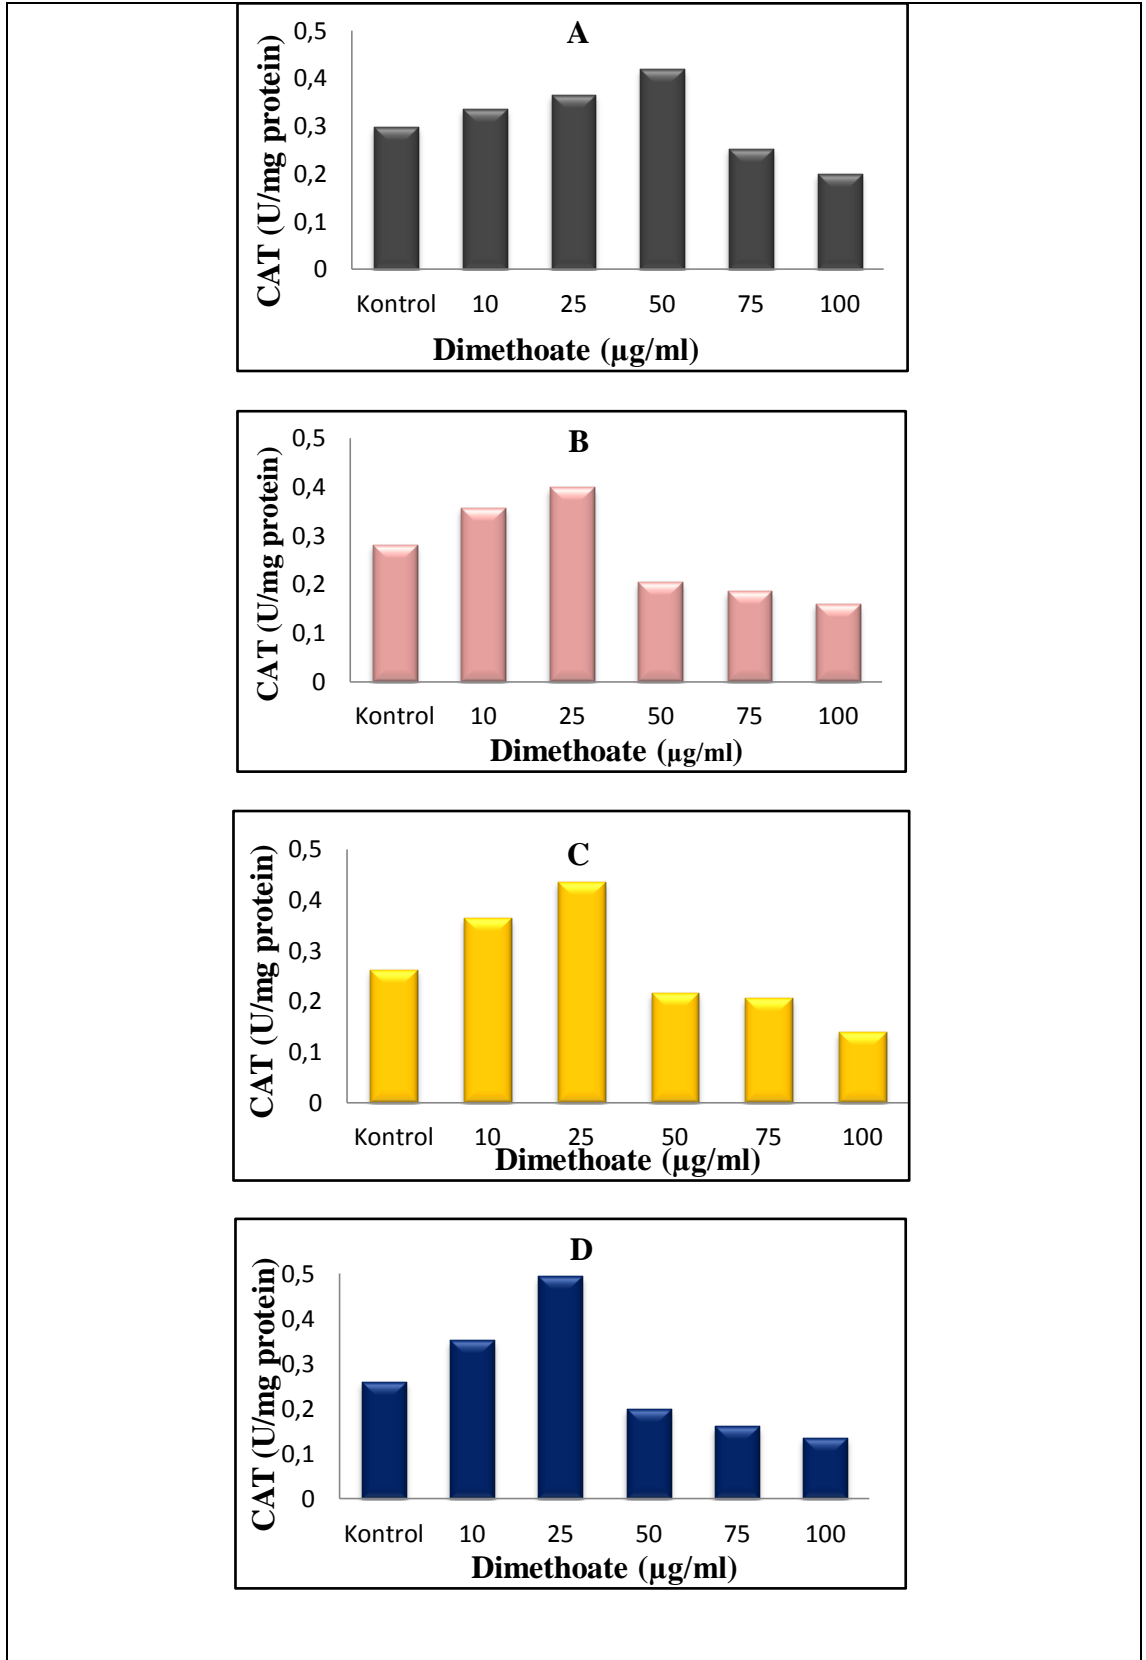 A
CAT (U/mg protein)
0,5
0,4
0,3
0,2
0,1
0
Kontrol 10 25 50 75 100
Dimethoate (µg/ml)
B
CAT (U/mg protein)
0,5
0,4
0,3
0,2
0,1
0
Kontrol 10 25 50 75 100
Dimethoate (µg/ml)
C
CAT (U/mg protein)
0,5
0,4
0,3
0,2
0,1
0
Kontrol 10 25 50 75 100
Dimethoate (µg/ml)
D
CAT (U/mg protein)
0,5
0,4
0,3
0,2
0,1
0
Kontrol 10 25 50 75 100
Dimethoate (µg/ml)